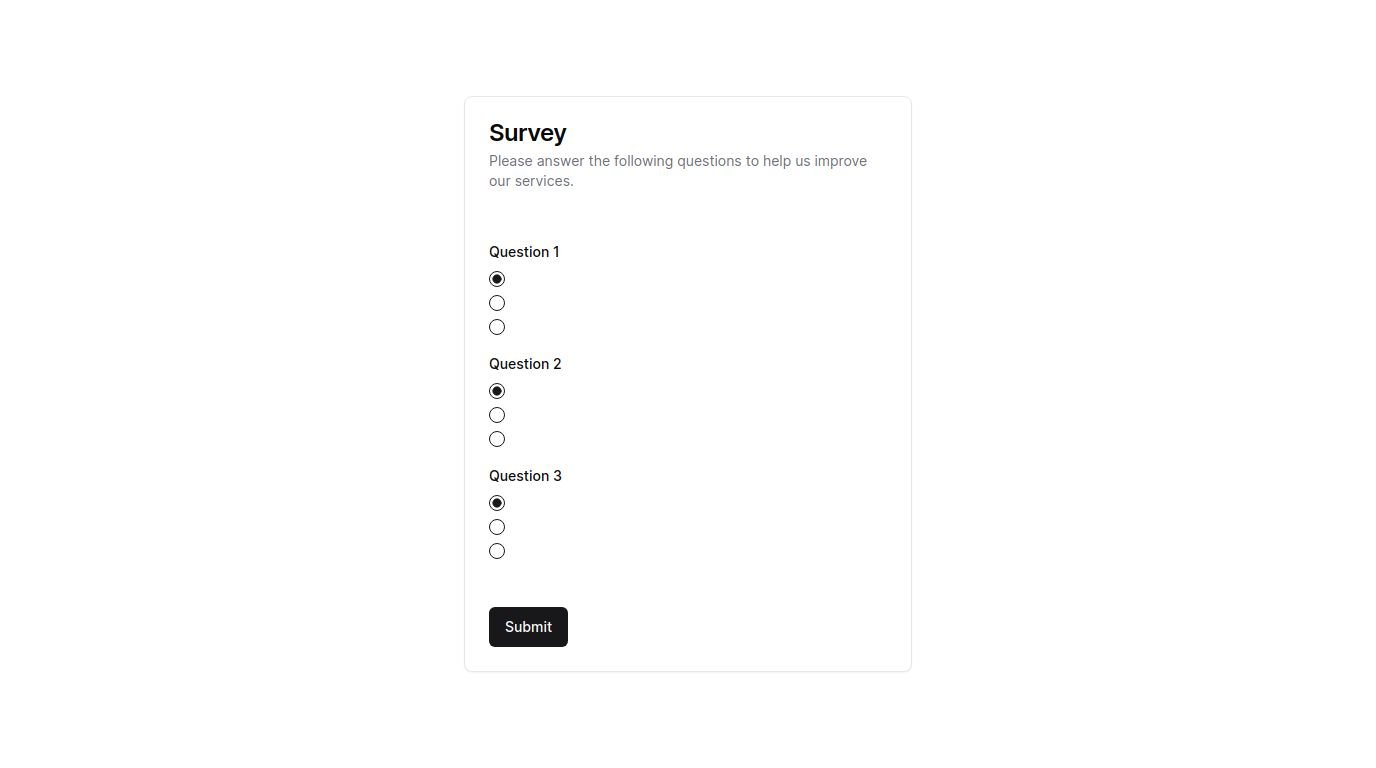 Survey
Please answer the following questions to help us improve
our services.
Question 1
Question 2
Question 3
Submit